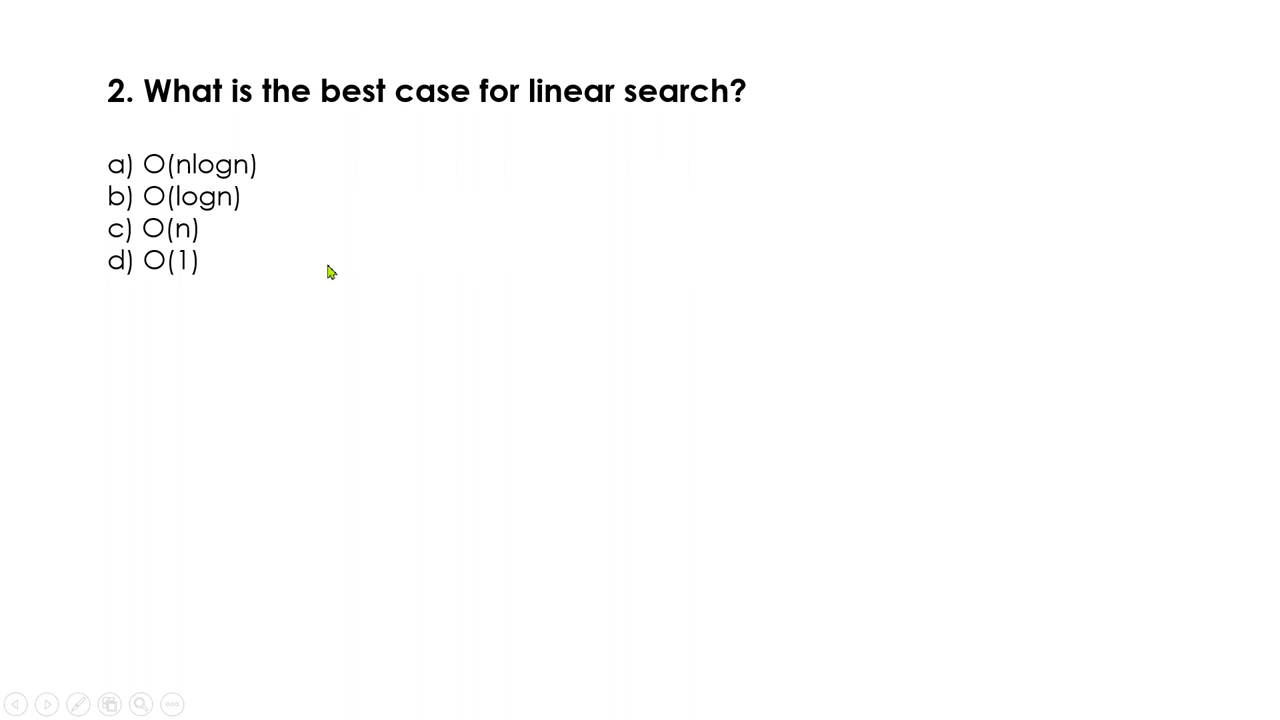 2. What is the best case for linear search?
a) O(nlogn)
b) O(logn)
c) O(n)
d) O(1)